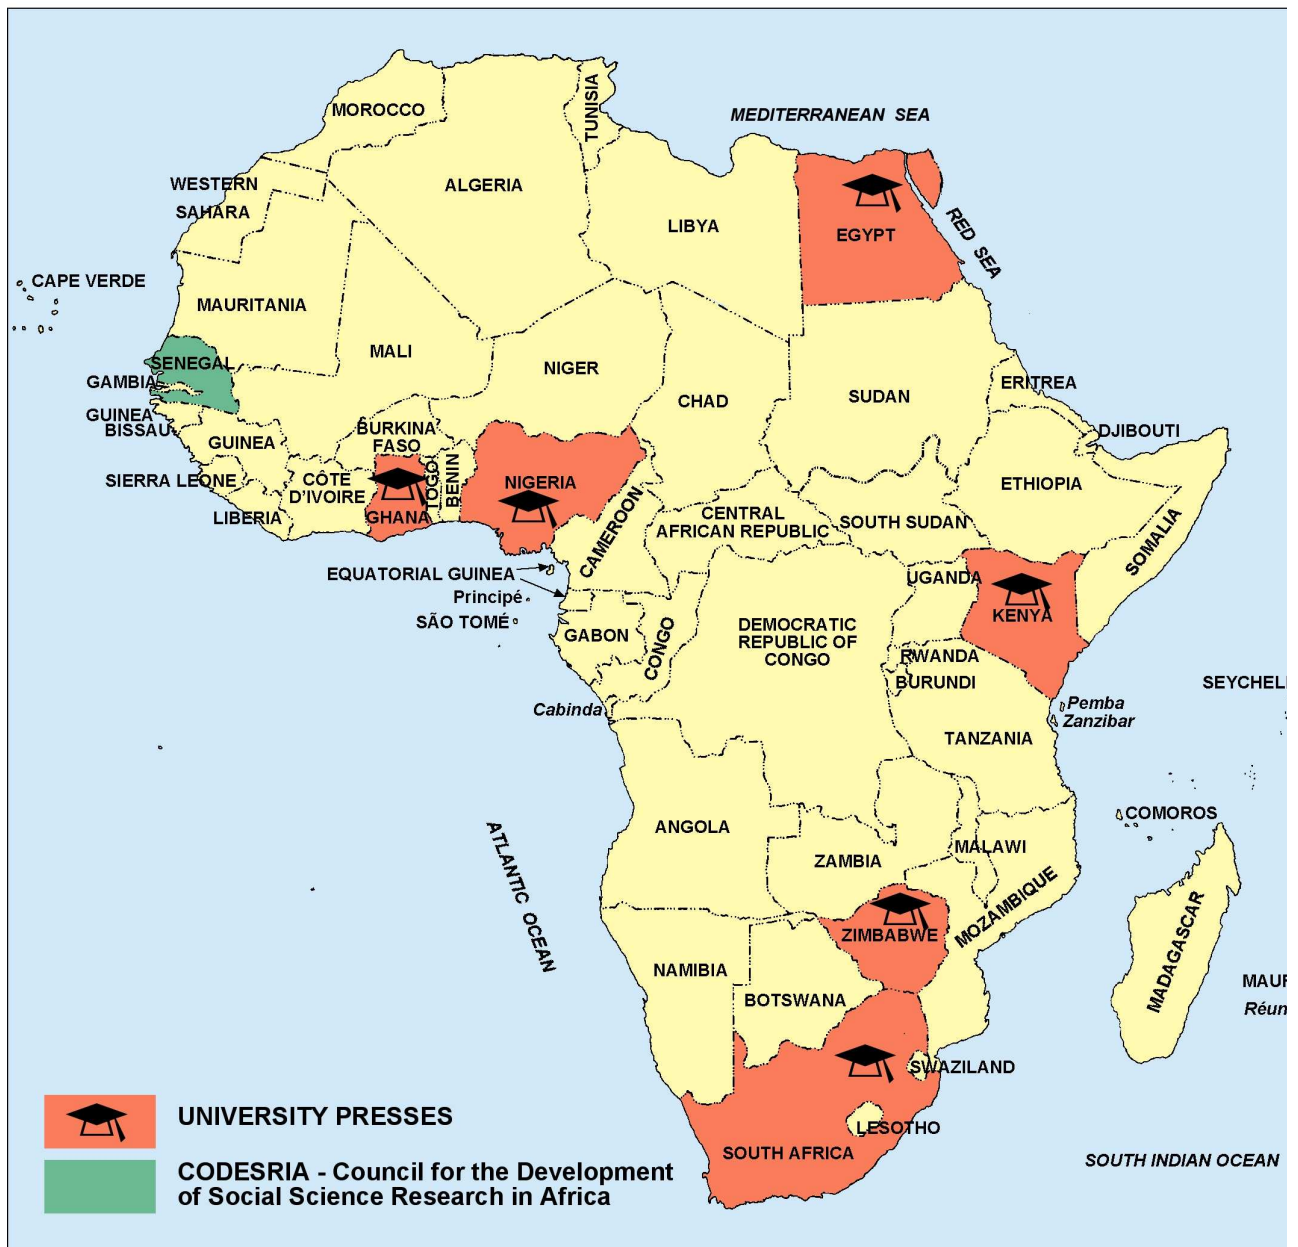 MOROCCO
TUNISIA
MEDITERRANEAN SEA
ALGERIA
WESTERN
SAHARA
LIBYA
EGYPT
RED SEA
CAPE VERDE
MAURITANIA
MALI
NIGER
CHAD
SUDAN
ERITREA
SENEGAL
GAMBIA
GUINEA
BISSAU
GUINEA
BURKINA
FASO
DJIBOUTI
SIERRA LEONE
CÔTE
D'IVOIRE
TOGO
BENIN
NIGERIA
ETHIOPIA
LIBERIA
GHANA
CAMEROON
CENTRAL
AFRICAN REPUBLIC
SOUTH SUDAN
SOMALIA
EQUATORIAL GUINEA
Principé
SÃO TOMÉ
UGANDA
KENYA
GABON
CONGO
DEMOCRATIC
REPUBLIC OF
CONGO
RWANDA
BURUNDI
SEYCHELL
Cabinda
Pemba
Zanzibar
TANZANIA
ANGOLA
ZAMBIA
MALAWI
COMOROS
ATLANTIC OCEAN
MOZAMBIQUE
MADAGASCAR
ZIMBABWE
NAMIBIA
BOTSWANA
MAUR
Réun
SWAZILAND
LESOTHO
SOUTH AFRICA
SOUTH INDIAN OCEAN
UNIVERSITY PRESSES
CODESRIA - Council for the Development
of Social Science Research in Africa